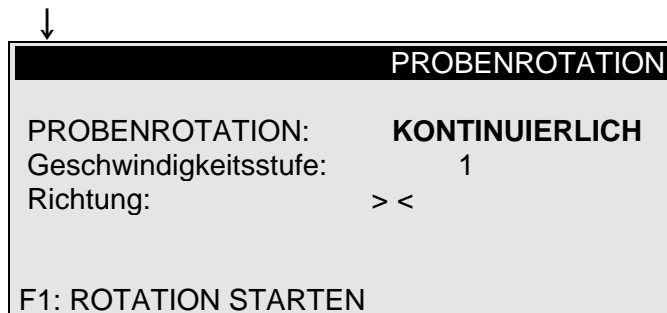 ↓
PROBENROTATION
PROBENROTATION: KONTINUIERLICH
Geschwindigkeitsstufe: 1
Richtung: > <
F1: ROTATION STARTEN